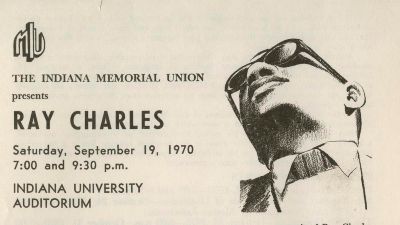 IMU
THE INDIANA MEMORIAL UNION
presents
RAY CHARLES
Saturday, September 19, 1970
7:00 and 9:30 p.m.
INDIANA UNIVERSITY
AUDITORIUM